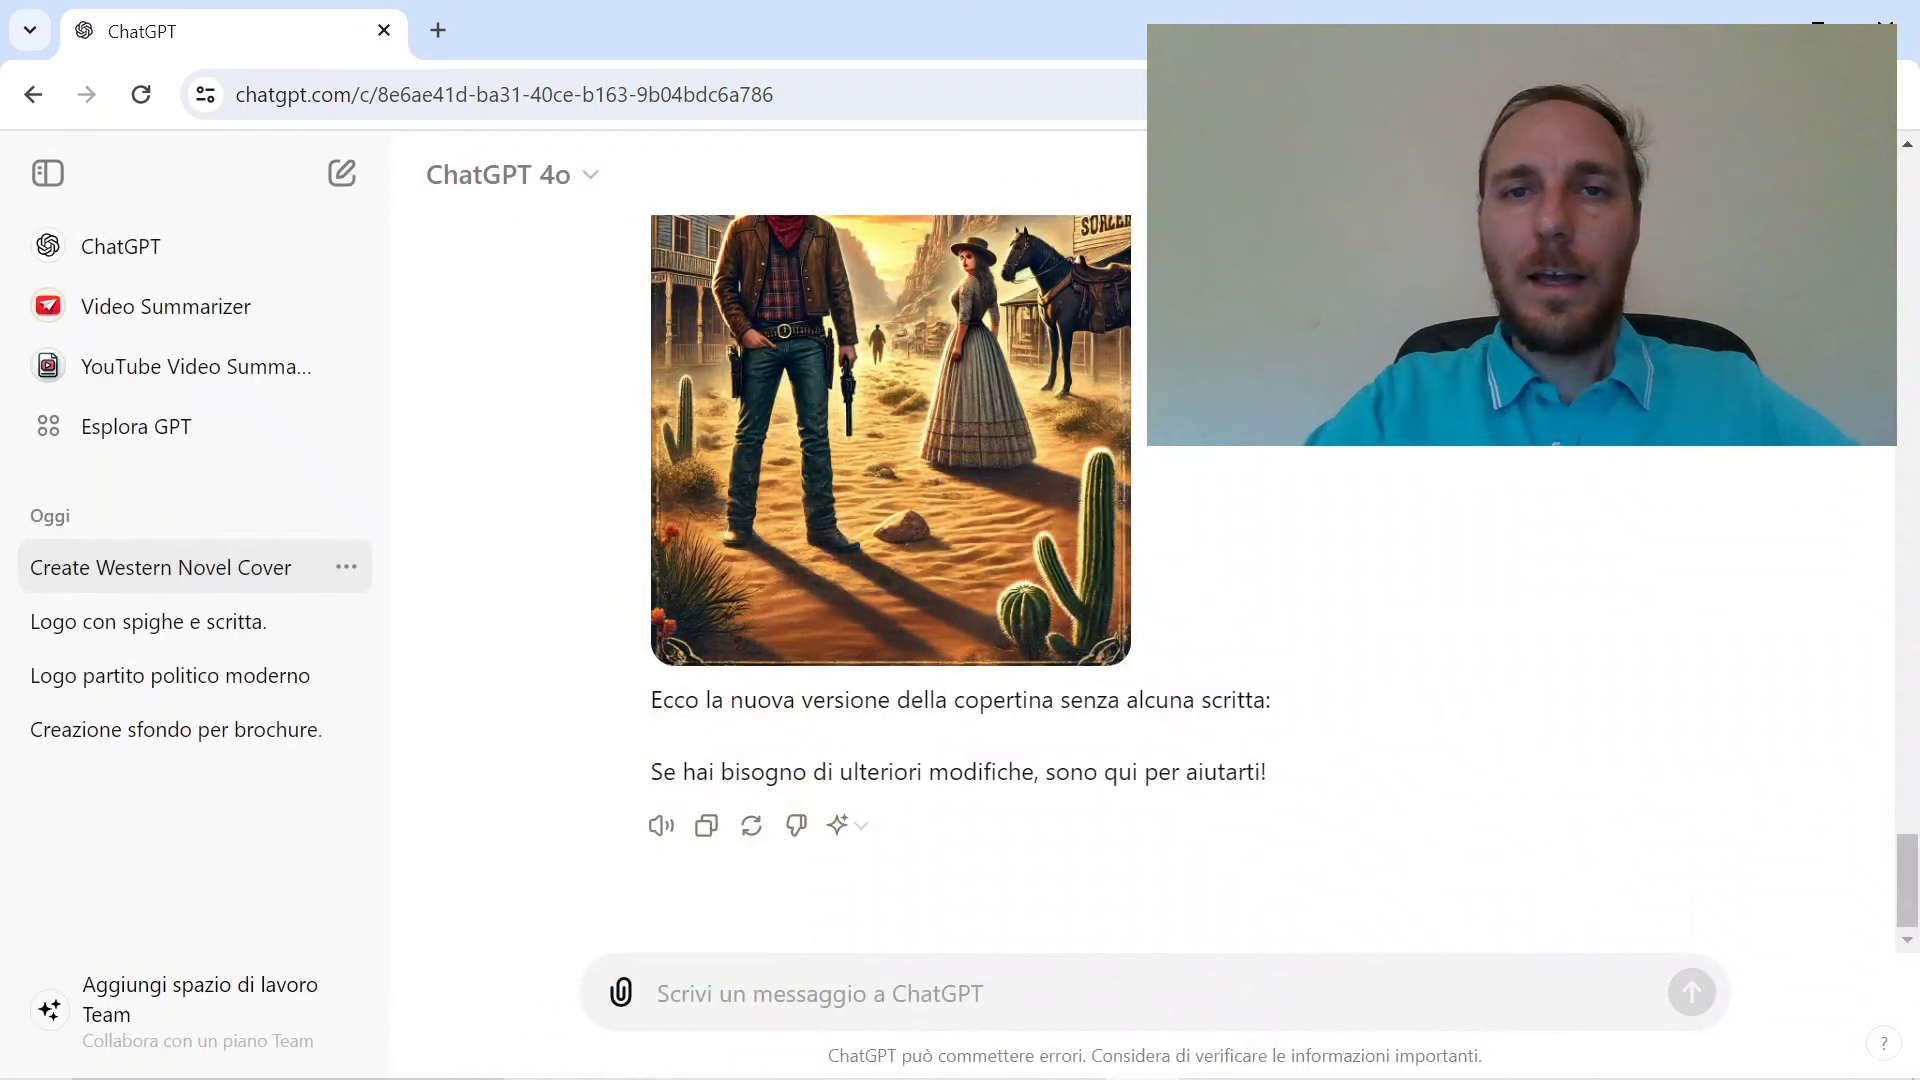 ChatGPT
chatgpt.com/c/8e6ae41d-ba31-40ce-b163-9b04bdc6a786
ChatGPT 4o
ChatGPT
Video Summarizer
YouTube Video Summa...
Esplora GPT
Oggi
Create Western Novel Cover
Logo con spighe e scritta.
Logo partito politico moderno
Creazione sfondo per brochure.
Aggiungi spazio di lavoro
Team
Collabora con un piano Team
Ecco la nuova versione della copertina senza alcuna scritta:
Se hai bisogno di ulteriori modifiche, sono qui per aiutarti!
Scrivi un messaggio a ChatGPT
ChatGPT può commettere errori. Considera di verificare le informazioni importanti.
?